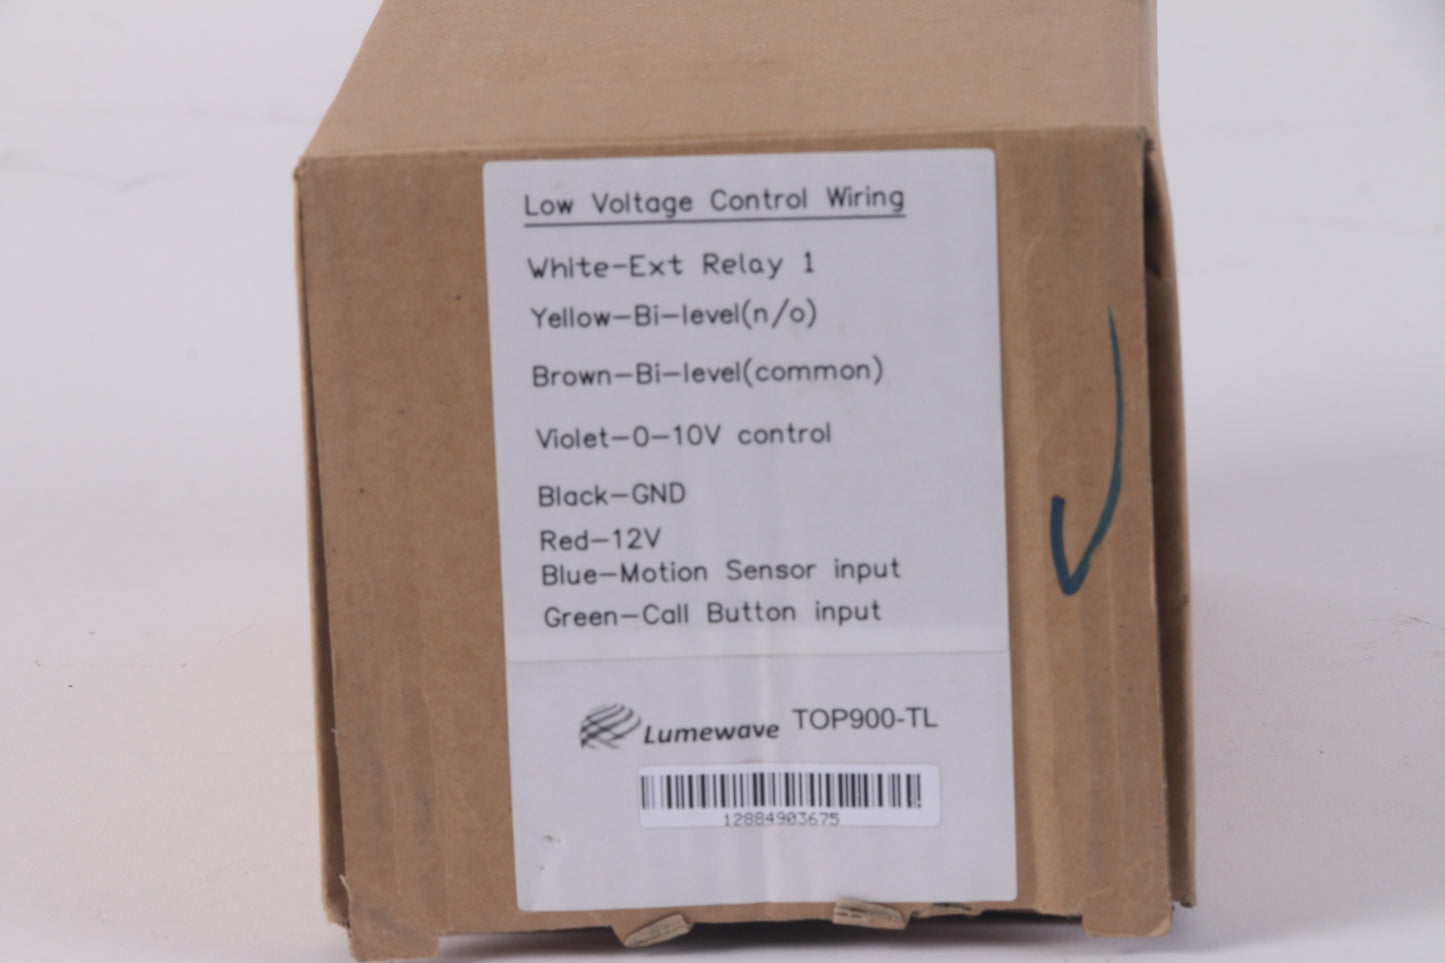 Low Voltage Control Wiring
White-Ext Relay 1
Yellow-Bi-level(n/o)
Brown-Bi-level(common)
Violet-0-10V control
Black-GND
Red-12V
Blue-Motion Sensor input
Green-Call Button input
Lumewave TOP900-TL
12884903675